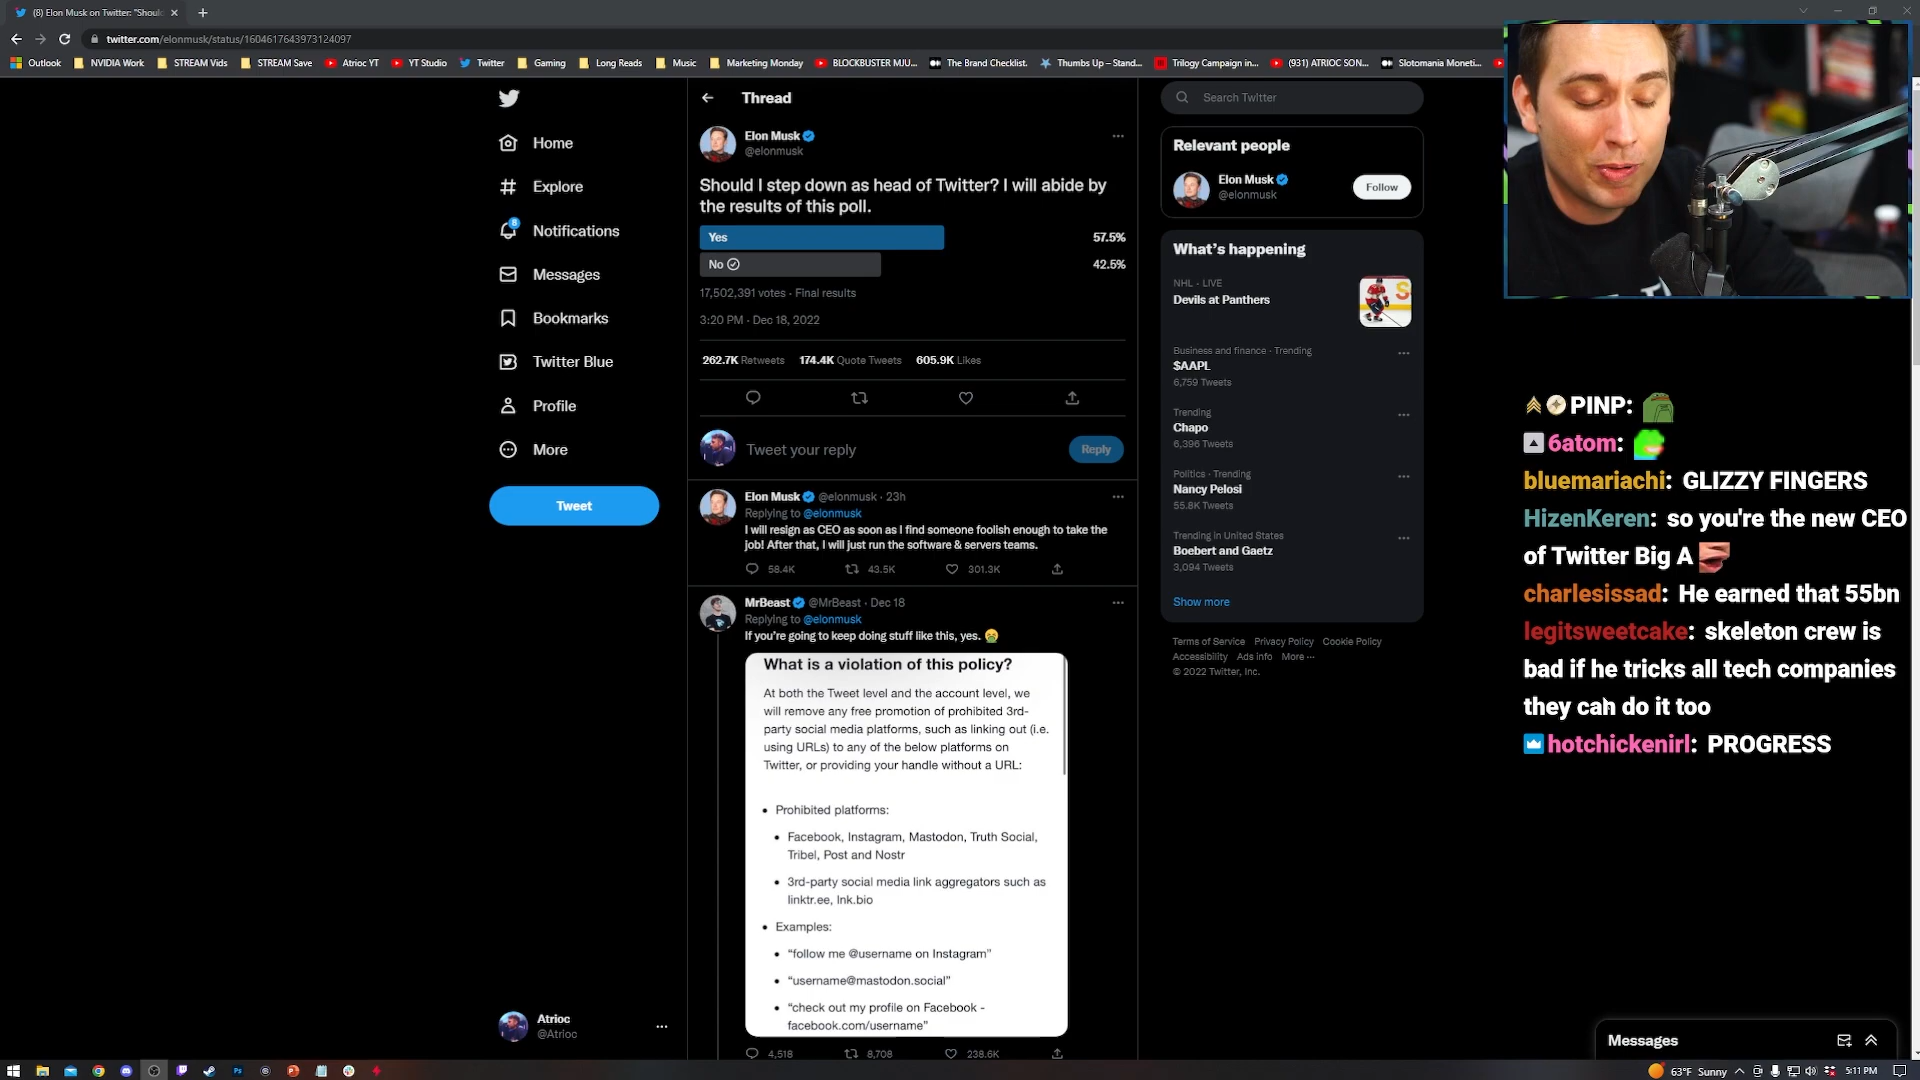 (8) Elon Musk on Twitter: "Shoul
twitter.com/elonmusk/status/1604617643973124097
Outlook
NVIDIA Work
STREAM Vids
STREAM Save
Atrioc YT
YT Studio
Twitter
Gaming
Long Reads
Music
Marketing Monday
BLOCKBUSTER MJU...
The Brand Checklist.
Thumbs Up – Stand...
Trilogy Campaign in...
(931) ATRIOC SON...
Slotomania Moneti...
Home
Explore
8
Notifications
Messages
Bookmarks
Twitter Blue
Profile
More
Tweet
Atrioc
@Atrioc
Thread
Elon Musk
@elonmusk
Should I step down as head of Twitter? I will abide by
the results of this poll.
Yes 57.5%
No 42.5%
17,502,391 votes · Final results
3:20 PM · Dec 18, 2022
262.7K Retweets 174.4K Quote Tweets 605.9K Likes
Tweet your reply
Reply
Elon Musk @elonmusk · 23h
Replying to @elonmusk
I will resign as CEO as soon as I find someone foolish enough to take the
job! After that, I will just run the software & servers teams.
58.4K 43.5K 301.3K
MrBeast @MrBeast · Dec 18
Replying to @elonmusk
If you're going to keep doing stuff like this, yes.
What is a violation of this policy?
At both the Tweet level and the account level, we
will remove any free promotion of prohibited 3rd-
party social media platforms, such as linking out (i.e.
using URLs) to any of the below platforms on
Twitter, or providing your handle without a URL:
• Prohibited platforms:
• Facebook, Instagram, Mastodon, Truth Social,
Tribel, Post and Nostr
• 3rd-party social media link aggregators such as
linktr.ee, lnk.bio
• Examples:
• "follow me @username on Instagram"
• "username@mastodon.social"
• "check out my profile on Facebook -
facebook.com/username"
4,518 8,708 238.6K
Search Twitter
Relevant people
Elon Musk
@elonmusk
Follow
What's happening
NHL · LIVE
Devils at Panthers
Business and finance · Trending
$AAPL
6,759 Tweets
Trending
Chapo
6,396 Tweets
Politics · Trending
Nancy Pelosi
55.8K Tweets
Trending in United States
Boebert and Gaetz
3,094 Tweets
Show more
Terms of Service Privacy Policy Cookie Policy
Accessibility Ads info More ···
© 2022 Twitter, Inc.
PINP:
6atom:
bluemariachi: GLIZZY FINGERS
HizenKeren: so you're the new CEO
of Twitter Big A
charlesissad: He earned that 55bn
legitsweetcake: skeleton crew is
bad if he tricks all tech companies
they can do it too
hotchickenirl: PROGRESS
Messages
63°F Sunny
5:11 PM